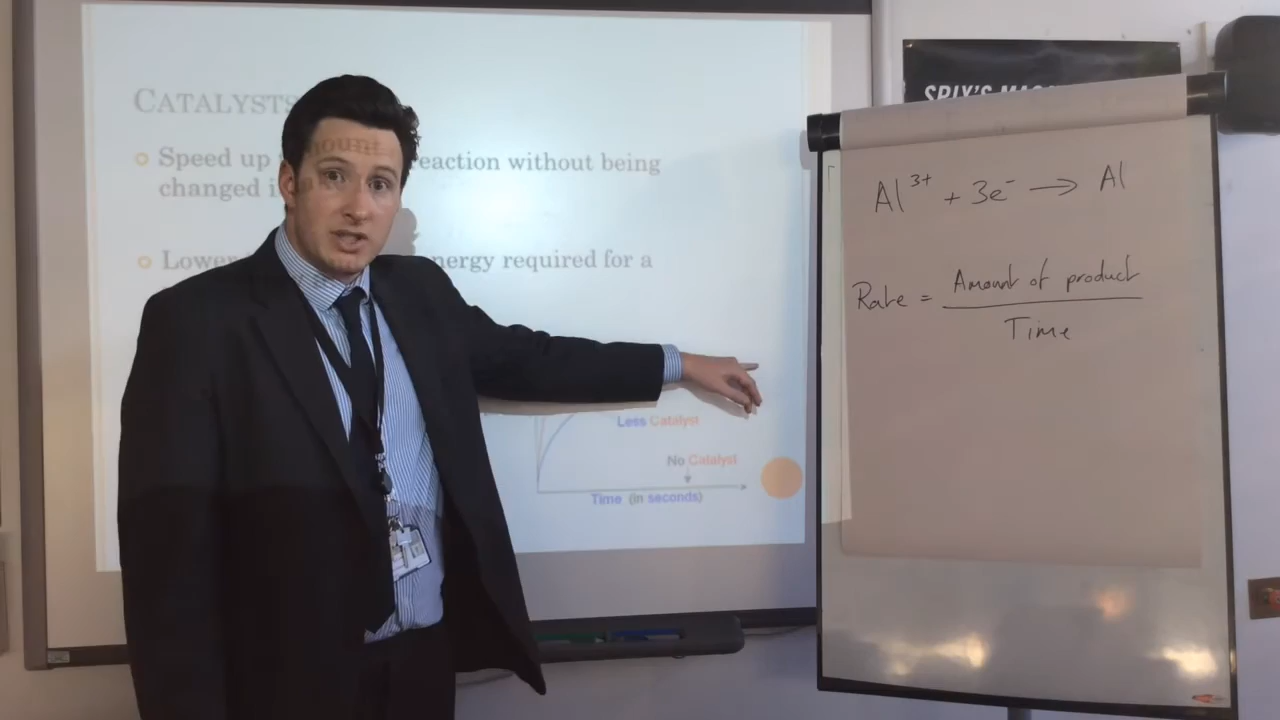 CATALYSTS
Speed up eaction without being
changed i
Lower nergy required for a
Less Catalyst
No Catalyst
Time (in seconds)
Al³⁺ + 3e⁻ → Al
Rate = Amount of product
Time